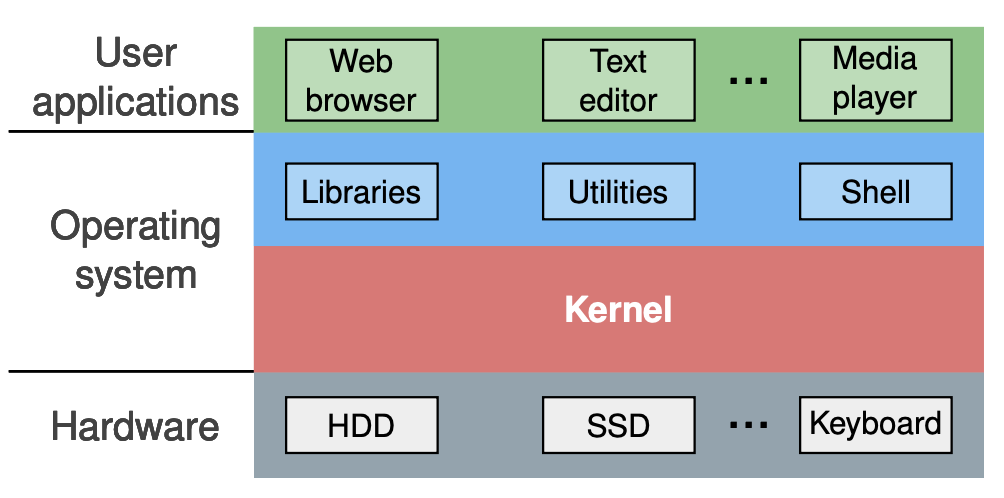 User
applications
Web
browser
Text
editor
...
Media
player
Operating
system
Libraries
Utilities
Shell
Kernel
Hardware
HDD
SSD
...
Keyboard